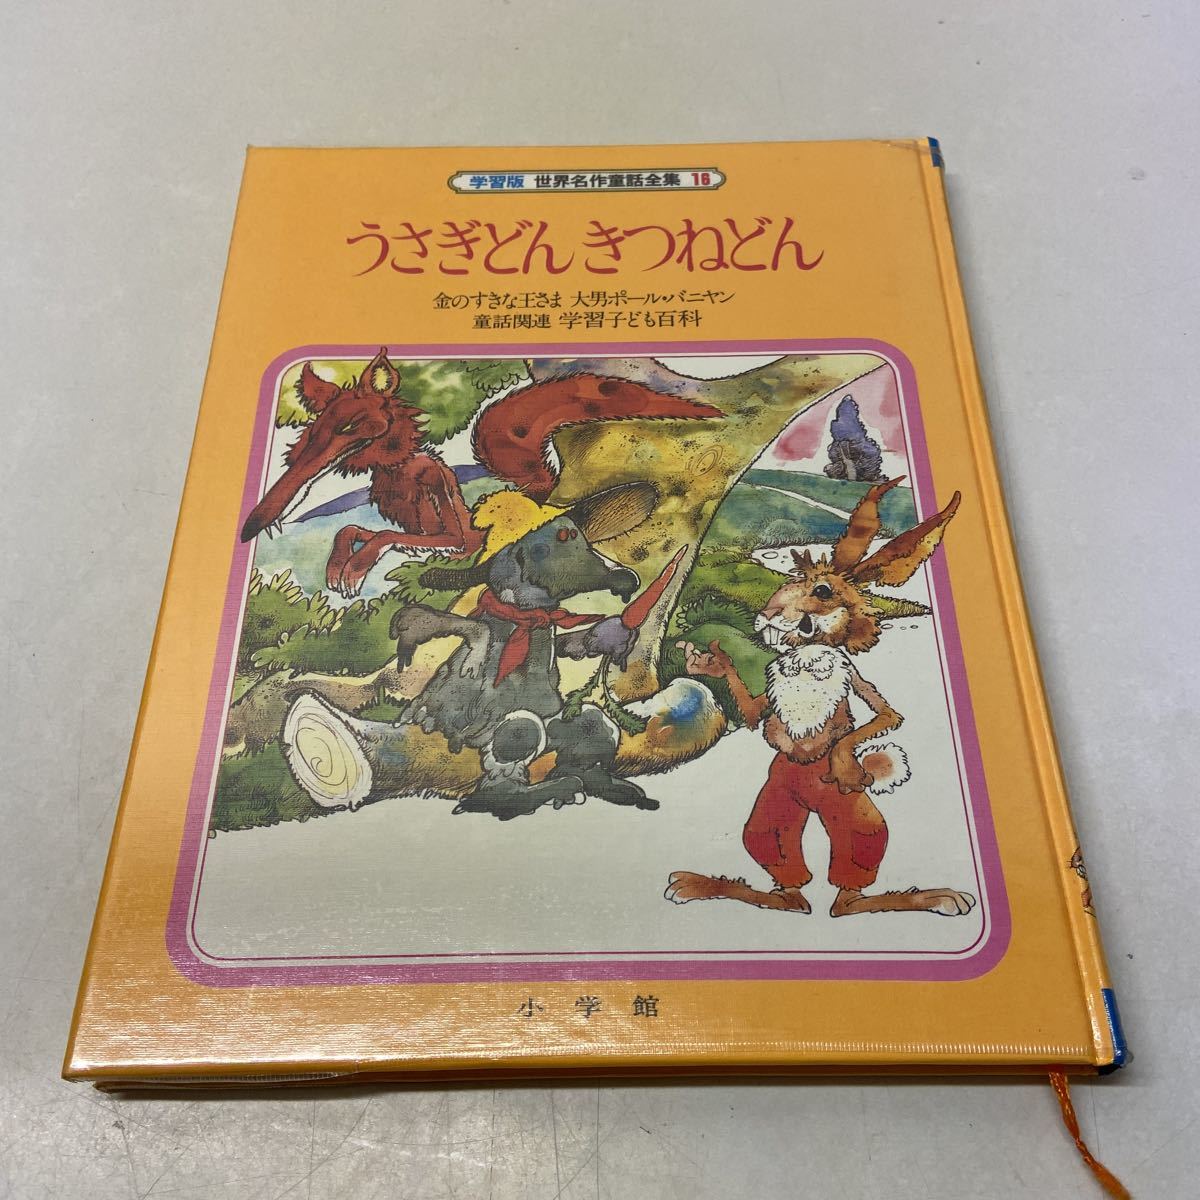 学習版 世界名作童話全集 16
うさぎどん きつねどん
金のすきな王さま 大男ポール・バニヤン
童話関連 学習子ども百科
小学館